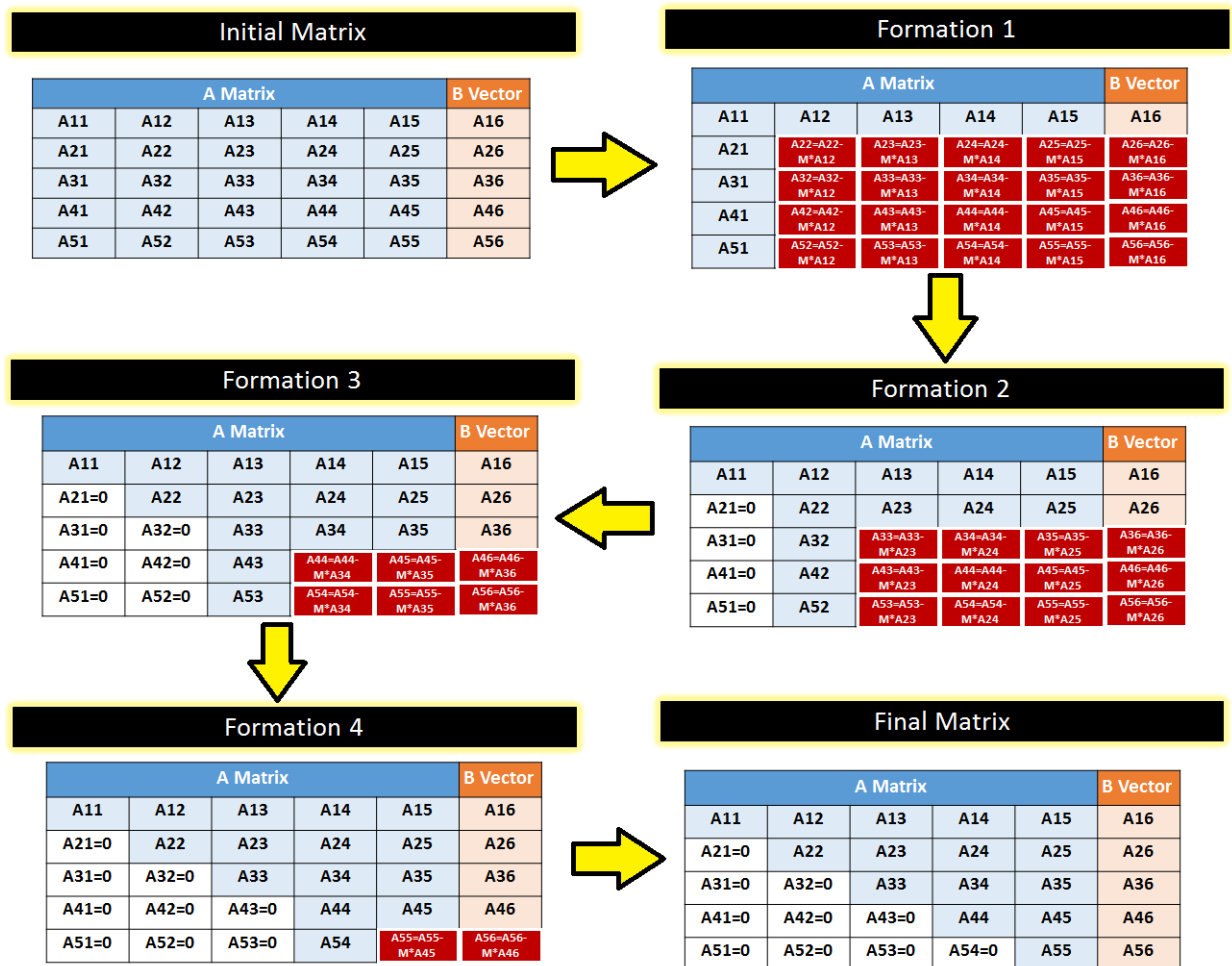 Initial Matrix
A Matrix B Vector
A11 A12 A13 A14 A15 A16
A21 A22 A23 A24 A25 A26
A31 A32 A33 A34 A35 A36
A41 A42 A43 A44 A45 A46
A51 A52 A53 A54 A55 A56
Formation 1
A Matrix B Vector
A11 A12 A13 A14 A15 A16
A21 A22=A22- A23=A23- A24=A24- A25=A25- A26=A26-
M*A12 M*A13 M*A14 M*A15 M*A16
A31 A32=A32- A33=A33- A34=A34- A35=A35- A36=A36-
M*A12 M*A13 M*A14 M*A15 M*A16
A41 A42=A42- A43=A43- A44=A44- A45=A45- A46=A46-
M*A12 M*A13 M*A14 M*A15 M*A16
A51 A52=A52- A53=A53- A54=A54- A55=A55- A56=A56-
M*A12 M*A13 M*A14 M*A15 M*A16
Formation 2
A Matrix B Vector
A11 A12 A13 A14 A15 A16
A21=0 A22 A23 A24 A25 A26
A31=0 A32 A33=A33- A34=A34- A35=A35- A36=A36-
M*A23 M*A24 M*A25 M*A26
A41=0 A42 A43=A43- A44=A44- A45=A45- A46=A46-
M*A23 M*A24 M*A25 M*A26
A51=0 A52 A53=A53- A54=A54- A55=A55- A56=A56-
M*A23 M*A24 M*A25 M*A26
Formation 3
A Matrix B Vector
A11 A12 A13 A14 A15 A16
A21=0 A22 A23 A24 A25 A26
A31=0 A32=0 A33 A34 A35 A36
A41=0 A42=0 A43 A44=A44- A45=A45- A46=A46-
M*A34 M*A35 M*A36
A51=0 A52=0 A53 A54=A54- A55=A55- A56=A56-
M*A34 M*A35 M*A36
Formation 4
A Matrix B Vector
A11 A12 A13 A14 A15 A16
A21=0 A22 A23 A24 A25 A26
A31=0 A32=0 A33 A34 A35 A36
A41=0 A42=0 A43=0 A44 A45 A46
A51=0 A52=0 A53=0 A54 A55=A55- A56=A56-
M*A45 M*A46
Final Matrix
A Matrix B Vector
A11 A12 A13 A14 A15 A16
A21=0 A22 A23 A24 A25 A26
A31=0 A32=0 A33 A34 A35 A36
A41=0 A42=0 A43=0 A44 A45 A46
A51=0 A52=0 A53=0 A54=0 A55 A56